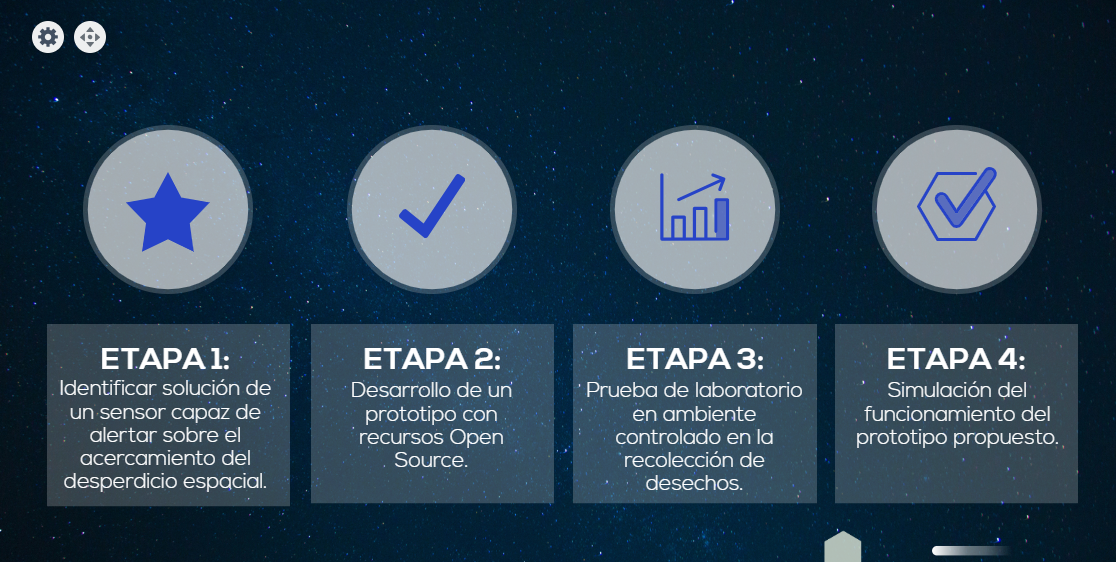 ETAPA 1:
Identificar solución de
un sensor capaz de
alertar sobre el
acercamiento del
desperdicio espacial.
ETAPA 2:
Desarrollo de un
prototipo con
recursos Open
Source.
ETAPA 3:
Prueba de laboratorio
en ambiente
controlado en la
recolección de
desechos.
ETAPA 4:
Simulación del
funcionamiento del
prototipo propuesto.